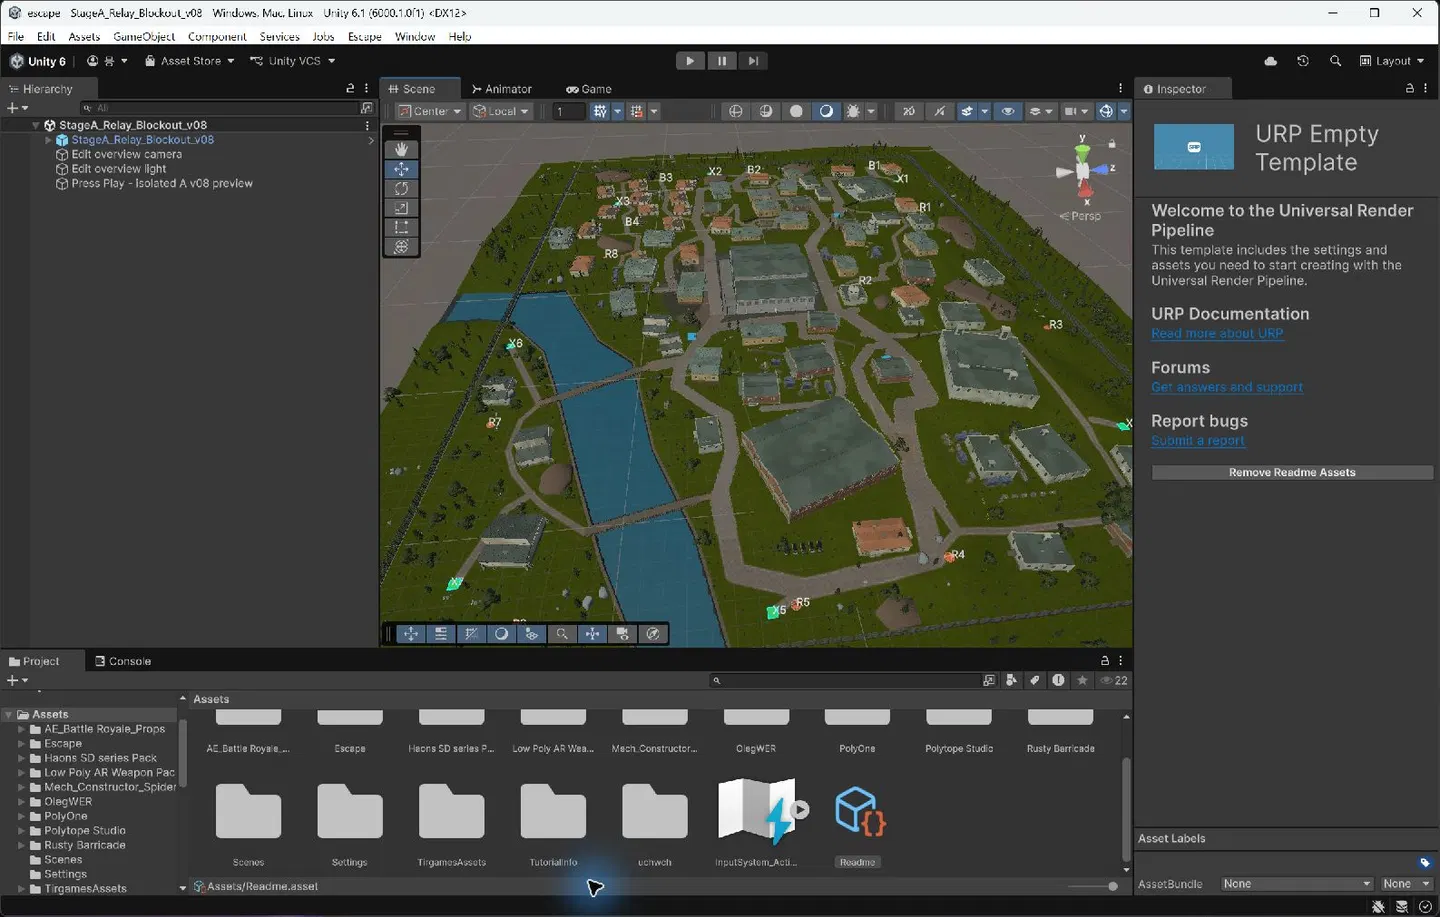 escape - StageA_Relay_Blockout_v08 - Windows, Mac, Linux - Unity 6.1 (6000.1.0f1) <DX12>
File Edit Assets GameObject Component Services Jobs Escape Window Help
Unity 6 Asset Store Unity VCS Layout
Hierarchy
All
StageA_Relay_Blockout_v08
StageA_Relay_Blockout_v08
Edit overview camera
Edit overview light
Press Play - Isolated A v08 preview
Scene Animator Game
Center Local 1 2D
B1
X2 B2
B3 X1
X3 R1
B4
R8
R2
R3
X6
R7
X
R4
X5 R5
y
z
x
Persp
Inspector
URP Empty
Template
Welcome to the Universal Render
Pipeline
This template includes the settings and
assets you need to start creating with the
Universal Render Pipeline.
URP Documentation
Read more about URP
Forums
Get answers and support
Report bugs
Submit a report
Remove Readme Assets
Project Console
22
Assets
AE_Battle Royale_Props
Escape
Haons SD series Pack
Low Poly AR Weapon Pac
Mech_Constructor_Spider
OlegWER
PolyOne
Polytope Studio
Rusty Barricade
Scenes
Settings
TirgamesAssets
Assets
AE_Battle Royale_... Escape Haons SD series P... Low Poly AR Wea... Mech_Constructor... OlegWER PolyOne Polytope Studio Rusty Barricade
Scenes Settings TirgamesAssets TutorialInfo uchwch InputSystem_Acti... Readme
Assets/Readme.asset
Asset Labels
AssetBundle None None